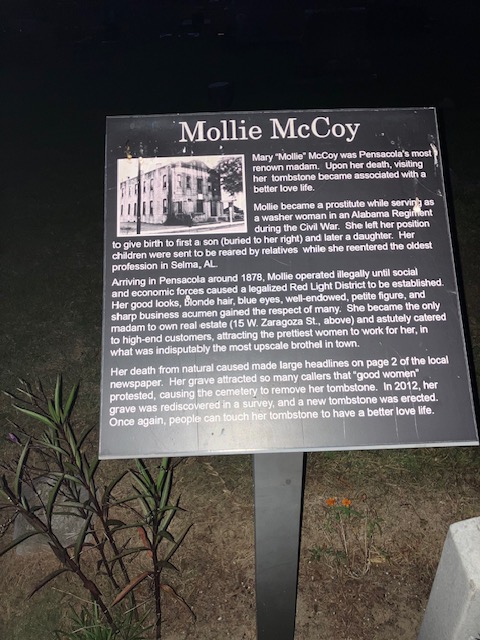 Mollie McCoy
Mary "Mollie" McCoy was Pensacola's most
renown madam. Upon her death, visiting
her tombstone became associated with a
better love life.
Mollie became a prostitute while serving as
a washer woman in an Alabama Regiment
during the Civil War. She left her position
to give birth to first a son (buried to her right) and later a daughter. Her
children were sent to be reared by relatives while she reentered the oldest
profession in Selma, AL.
Arriving in Pensacola around 1878, Mollie operated illegally until social
and economic forces caused a legalized Red Light District to be established.
Her good looks, blonde hair, blue eyes, well-endowed, petite figure, and
sharp business acumen gained the respect of many. She became the only
madam to own real estate (15 W. Zaragoza St., above) and astutely catered
to high-end customers, attracting the prettiest women to work for her, in
what was indisputably the most upscale brothel in town.
Her death from natural caused made large headlines on page 2 of the local
newspaper. Her grave attracted so many callers that "good women"
protested, causing the cemetery to remove her tombstone. In 2012, her
grave was rediscovered in a survey, and a new tombstone was erected.
Once again, people can touch her tombstone to have a better love life.